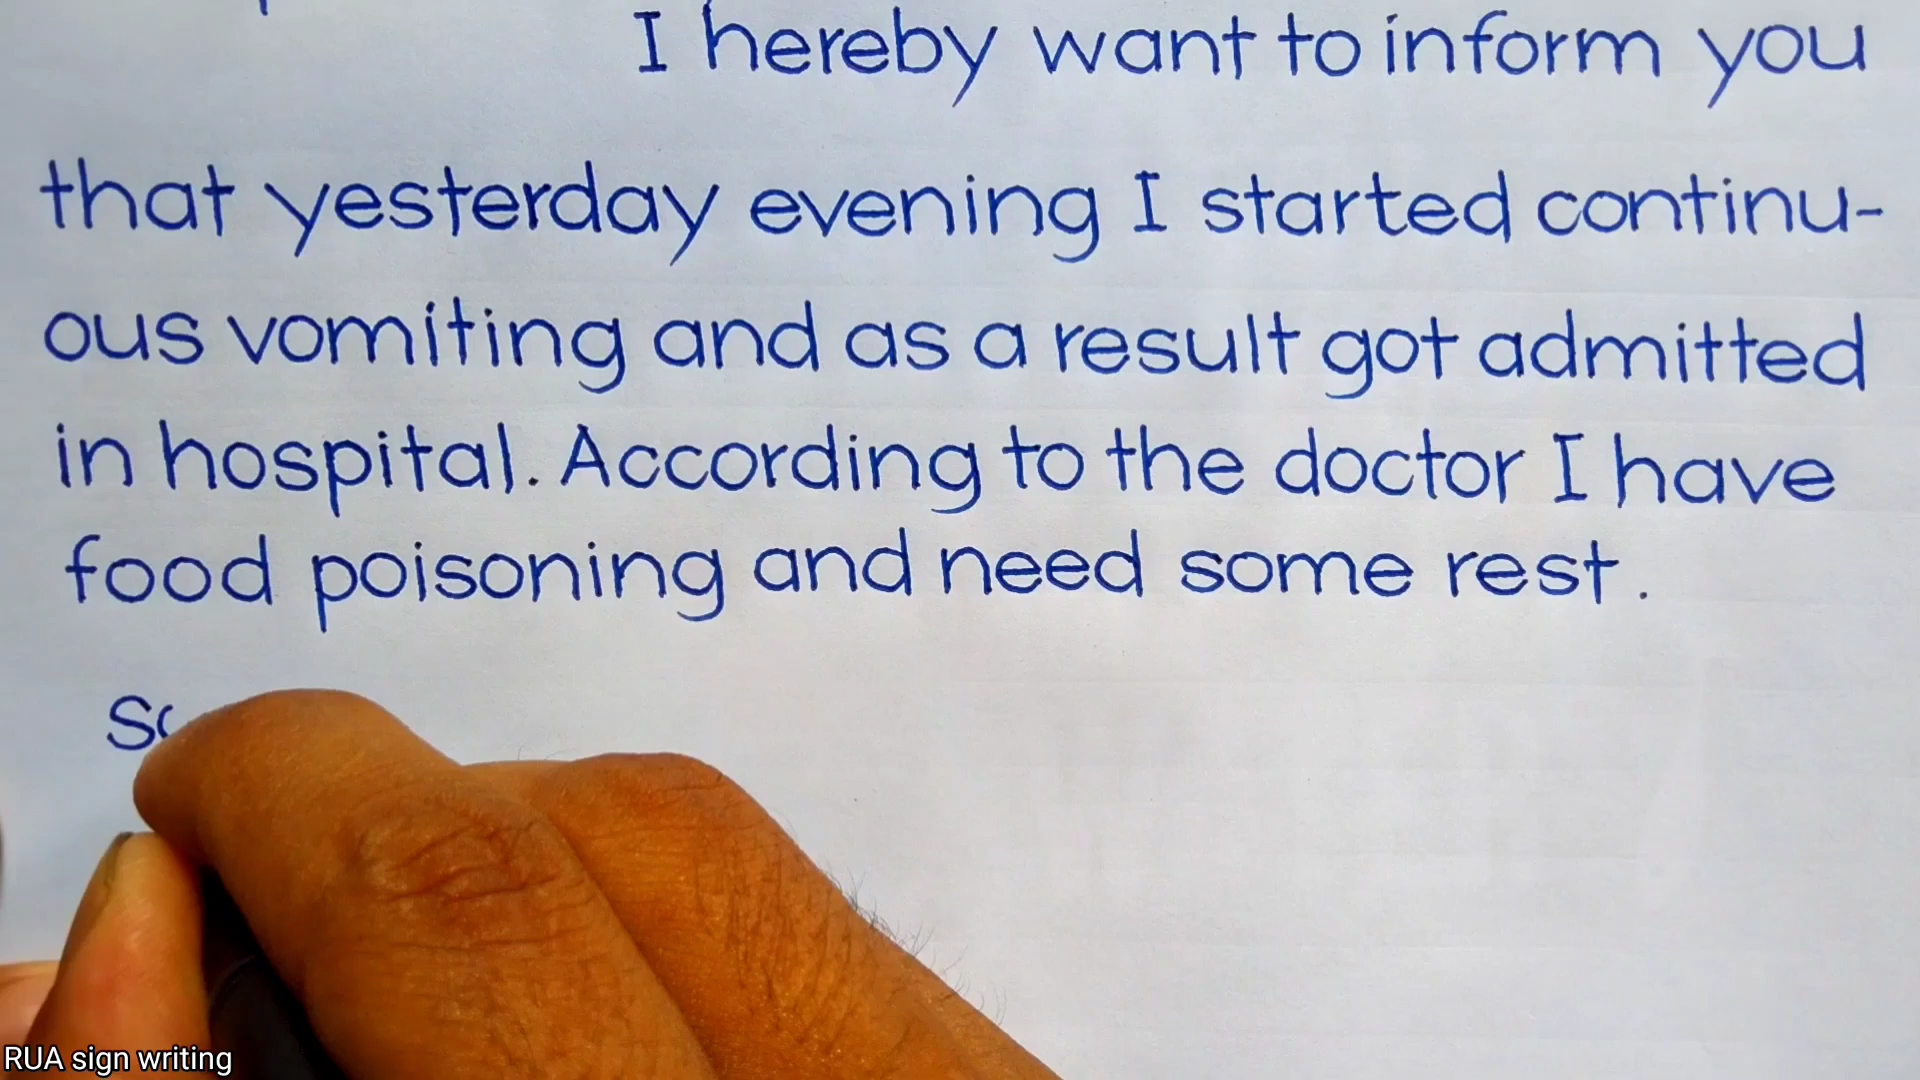 I hereby want to inform you
that yesterday evening I started continu-
ous vomiting and as a result got admitted
in hospital. According to the doctor I have
food poisoning and need some rest.
RUA sign writing